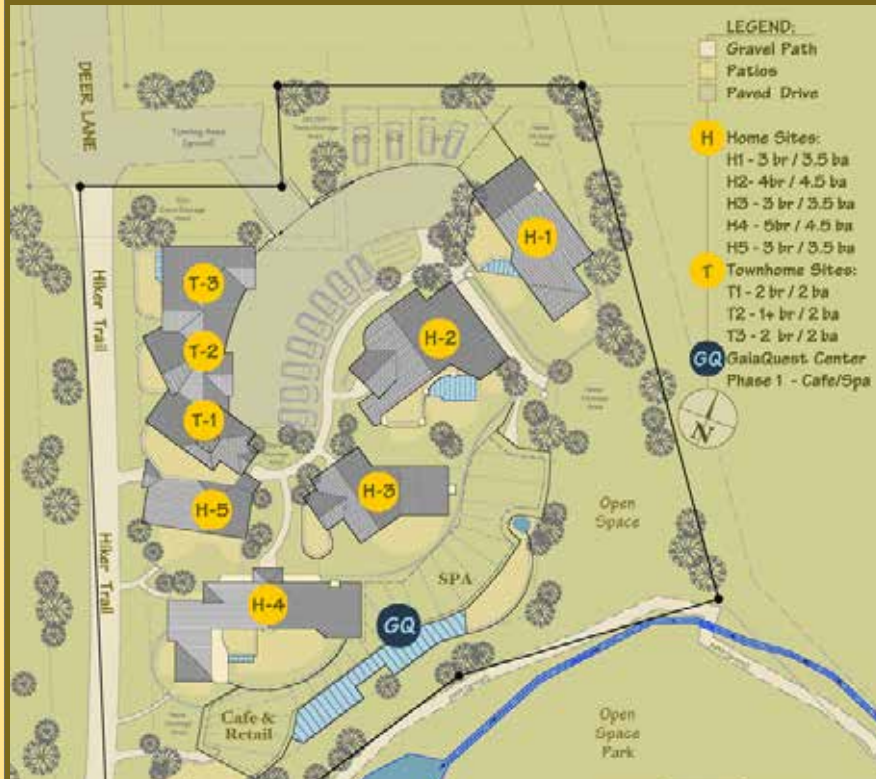 LEGEND:
Gravel Path
Patios
Paved Drive
H Home Sites:
H1 - 3 br / 3.5 ba
H2- 4br / 4.5 ba
H3 - 3 br / 3.5 ba
H4 - 5br / 4.5 ba
H5 - 3 br / 3.5 ba
T Townhome Sites:
T1 - 2 br / 2 ba
T2 - 1+ br / 2 ba
T3 - 2 br / 2 ba
GQ GaiaQuest Center
Phase 1 - Cafe/Spa
N
DEER LANE
Turning Area
(gravel)
Hiker Trail
Hiker Trail
H-1
T-3
T-2
H-2
T-1
H-3
H-5
Open
Space
SPA
H-4
GQ
Cafe &
Retail
Open
Space
Park